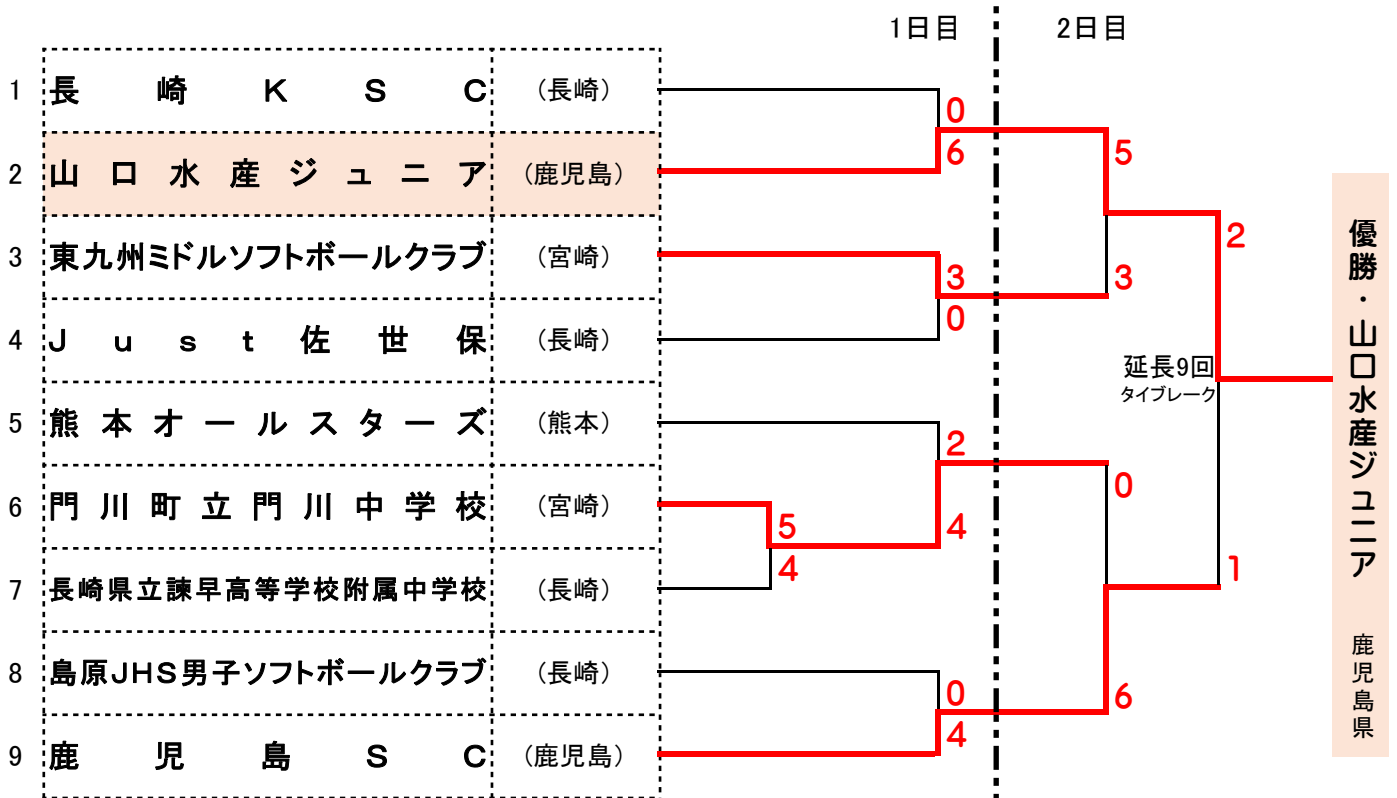 1日目 2日目
1 長崎KSC (長崎)
2 山口水産ジュニア (鹿児島)
3 東九州ミドルソフトボールクラブ (宮崎)
4 Just佐世保 (長崎)
5 熊本オールスターズ (熊本)
6 門川町立門川中学校 (宮崎)
7 長崎県立諫早高等学校附属中学校 (長崎)
8 島原JHS男子ソフトボールクラブ (長崎)
9 鹿児島SC (鹿児島)
5
4
0
6
3
0
2
4
0
4
5
3
0
6
2
1
延長9回
タイブレーク
優勝・山口水産ジュニア 鹿児島県